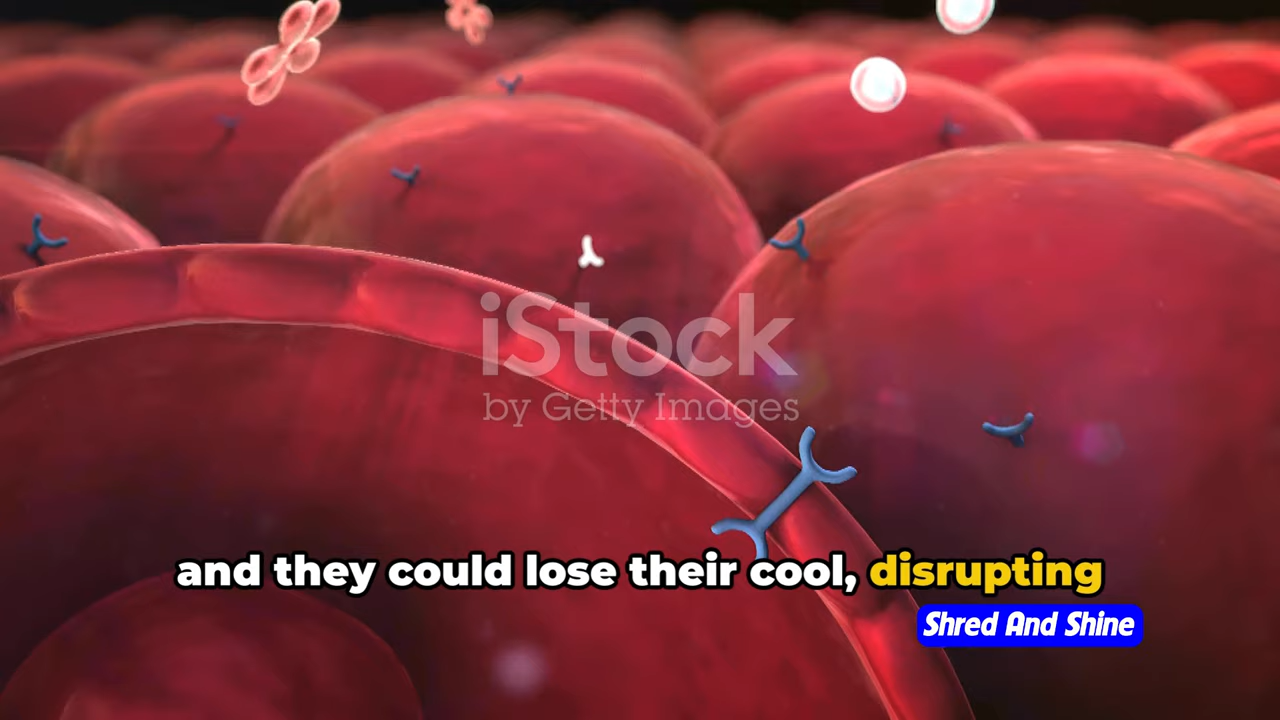 iStock
by Getty Images
and they could lose their cool, disrupting
Shred And Shine